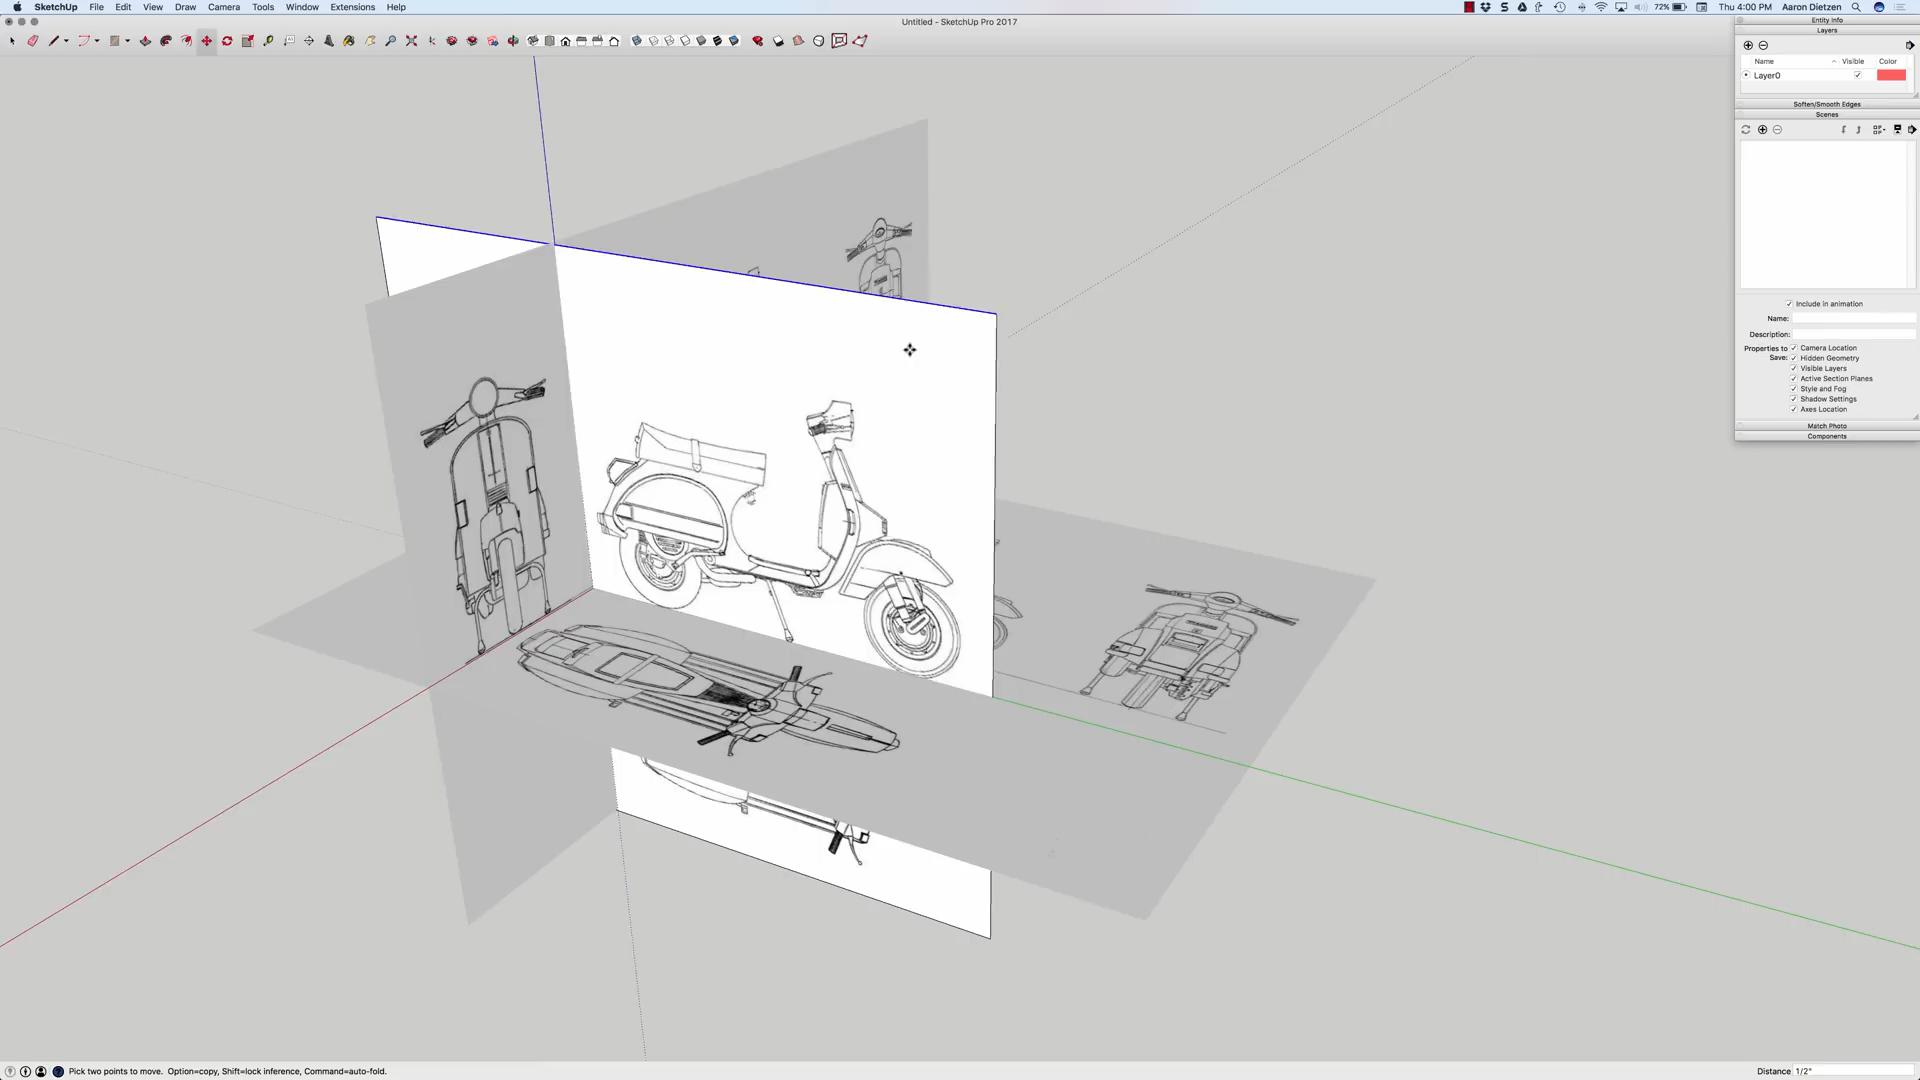 SketchUp File Edit View Draw Camera Tools Window Extensions Help
72% Thu 4:00 PM Aaron Dietzen
Untitled - SketchUp Pro 2017
Entity Info
Layers
Name Visible Color
Layer0
Soften/Smooth Edges
Scenes
Include in animation
Name:
Description:
Properties to Save:
Camera Location
Hidden Geometry
Visible Layers
Active Section Planes
Style and Fog
Shadow Settings
Axes Location
Match Photo
Components
Pick two points to move. Option=copy, Shift=lock inference, Command=auto-fold.
Distance 1/2"